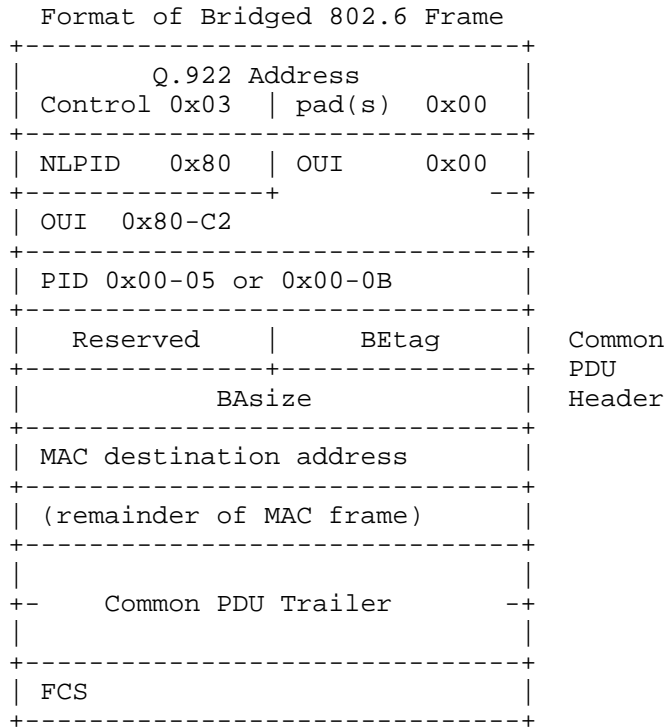 Format of Bridged 802.6 Frame
+-------------------------------+
|        Q.922 Address          |
| Control 0x03  | pad(s)  0x00  |
+-------------------------------+
| NLPID   0x80  | OUI     0x00  |
+---------------+             --+
| OUI  0x80-C2                  |
+-------------------------------+
| PID 0x00-05 or 0x00-0B        |
+-------------------------------+
|   Reserved    |     BEtag     |  Common
+---------------+---------------+  PDU
|            BAsize             |  Header
+-------------------------------+
| MAC destination address       |
+-------------------------------+
| (remainder of MAC frame)      |
+-------------------------------+
|                               |
+-    Common PDU Trailer       -+
|                               |
+-------------------------------+
| FCS                           |
+-------------------------------+